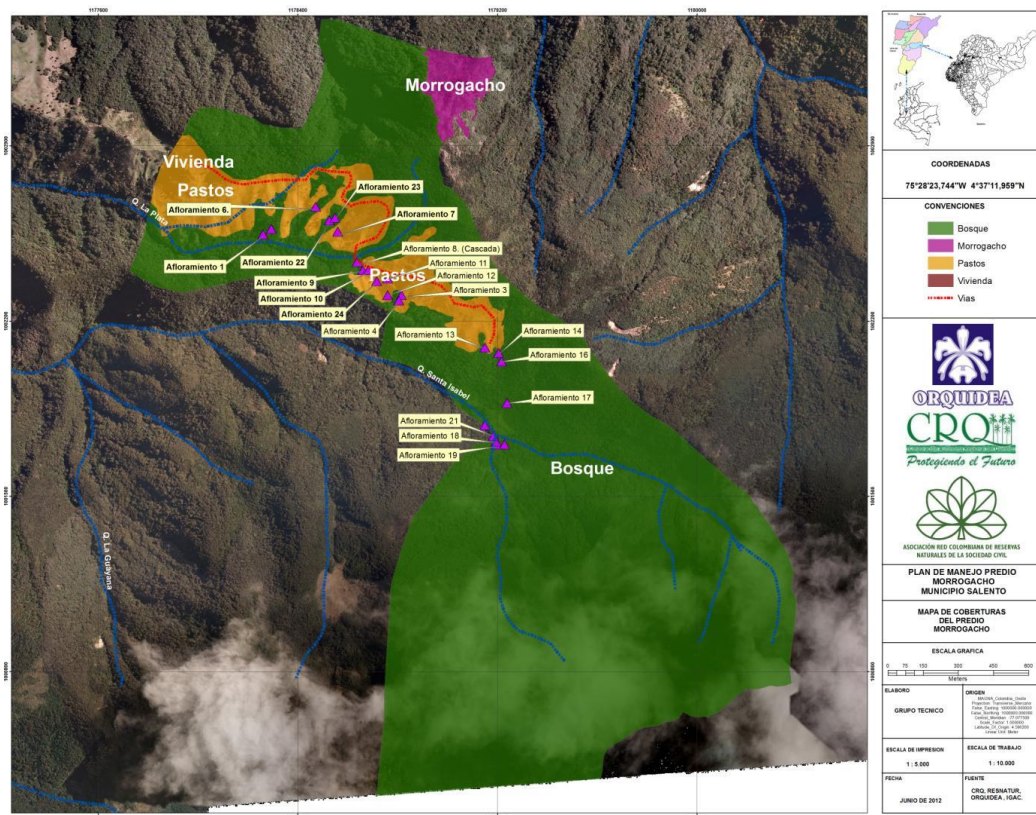 1177600
1178400
1179200
1180000
Morrogacho
Vivienda
Pastos
Afloramiento 23
Afloramiento 6.
Q. La Plata
Afloramiento 7
Afloramiento 1
Afloramiento 22
Afloramiento 8. (Cascada)
Afloramiento 11
Pastos
Afloramiento 12
Afloramiento 9
Afloramiento 10
Afloramiento 3
Afloramiento 24
Afloramiento 4
Afloramiento 13
Afloramiento 14
Afloramiento 16
Q. Santa Isabel
Afloramiento 17
Afloramiento 21
Afloramiento 18
Afloramiento 19
Bosque
Q. La Guayana
COORDENADAS
75°28'23,744"W 4°37'11,959"N
CONVENCIONES
Bosque
Morrogacho
Pastos
Vivienda
Vias
ORQUIDEA
CRQ
Protegiendo el Futuro
ASOCIACIÓN RED COLOMBIANA DE RESERVAS
NATURALES DE LA SOCIEDAD CIVIL
PLAN DE MANEJO PREDIO
MORROGACHO
MUNICIPIO SALENTO
MAPA DE COBERTURAS
DEL PREDIO
MORROGACHO
ESCALA GRAFICA
0 75 150 300 450 600
Meters
ELABORO
GRUPO TECNICO
ORIGEN
ESCALA DE IMPRESION
1 : 5.000
ESCALA DE TRABAJO
1 : 10.000
FECHA
JUNIO DE 2012
FUENTE
CRQ, RESNATUR,
ORQUIDEA , IGAC.